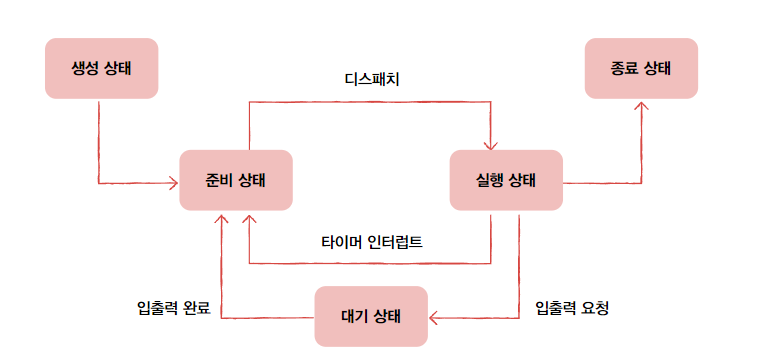 생성 상태
종료 상태
디스패치
준비 상태
실행 상태
타이머 인터럽트
입출력 완료
대기 상태
입출력 요청